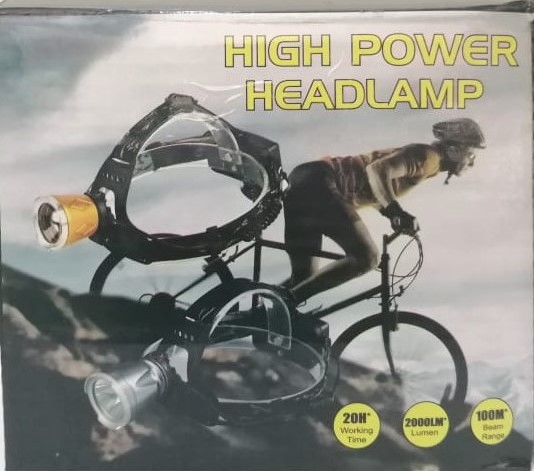 HIGH POWER
HEADLAMP
20H*
Working
Time
2000LM*
Lumen
100M*
Beam
Range